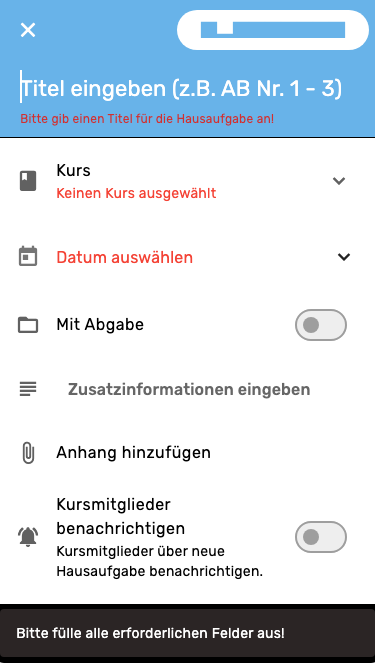 Titel eingeben (z.B. AB Nr. 1 - 3)
Bitte gib einen Titel für die Hausaufgabe an!
Kurs
Keinen Kurs ausgewählt
Datum auswählen
Mit Abgabe
Zusatzinformationen eingeben
Anhang hinzufügen
Kursmitglieder
benachrichtigen
Kursmitglieder über neue
Hausaufgabe benachrichtigen.
Bitte fülle alle erforderlichen Felder aus!